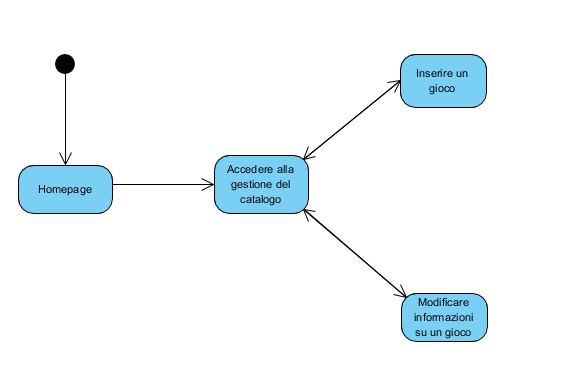 Inserire un
gioco
Homepage
Accedere alla
gestione del
catalogo
Modificare
informazioni
su un gioco